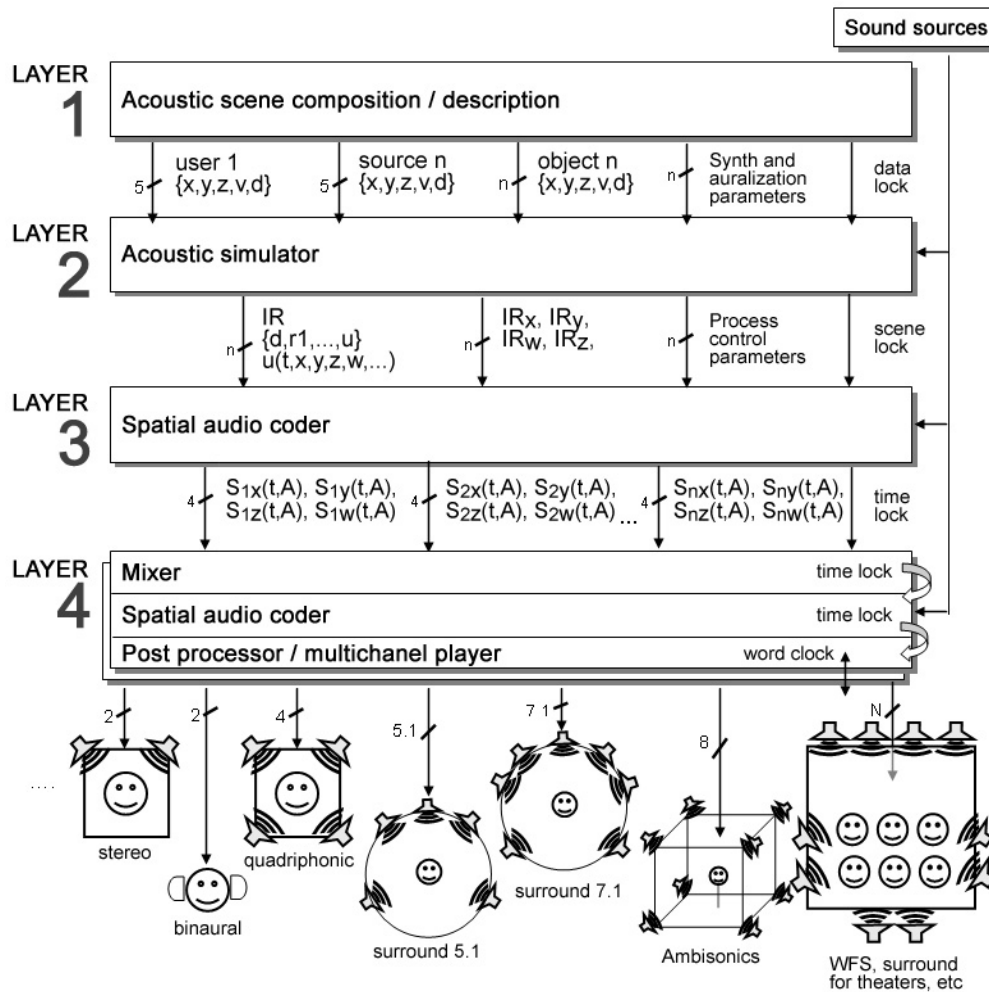 Sound sources
LAYER
1
Acoustic scene composition / description
user 1
{x,y,z,v,d}
5
source n
{x,y,z,v,d}
5
object n
{x,y,z,v,d}
n
Synth and
auralization
parameters
n
data
lock
LAYER
2
Acoustic simulator
IR
{d,r1,...,u}
u(t,x,y,z,w,...)
n
IRx, IRy,
IRw, IRz,
n
Process
control
parameters
n
scene
lock
LAYER
3
Spatial audio coder
4
S1x(t,A), S1y(t,A),
S1z(t,A), S1w(t,A)
4
S2x(t,A), S2y(t,A),
S2z(t,A), S2w(t,A) ...
4
Snx(t,A), Sny(t,A),
Snz(t,A), Snw(t,A)
time
lock
LAYER
4
Mixer
time lock
Spatial audio coder
time lock
Post processor / multichanel player
word clock
2
2
4
5.1
7 1
8
N
....
stereo
binaural
quadriphonic
surround 5.1
surround 7.1
Ambisonics
WFS, surround
for theaters, etc